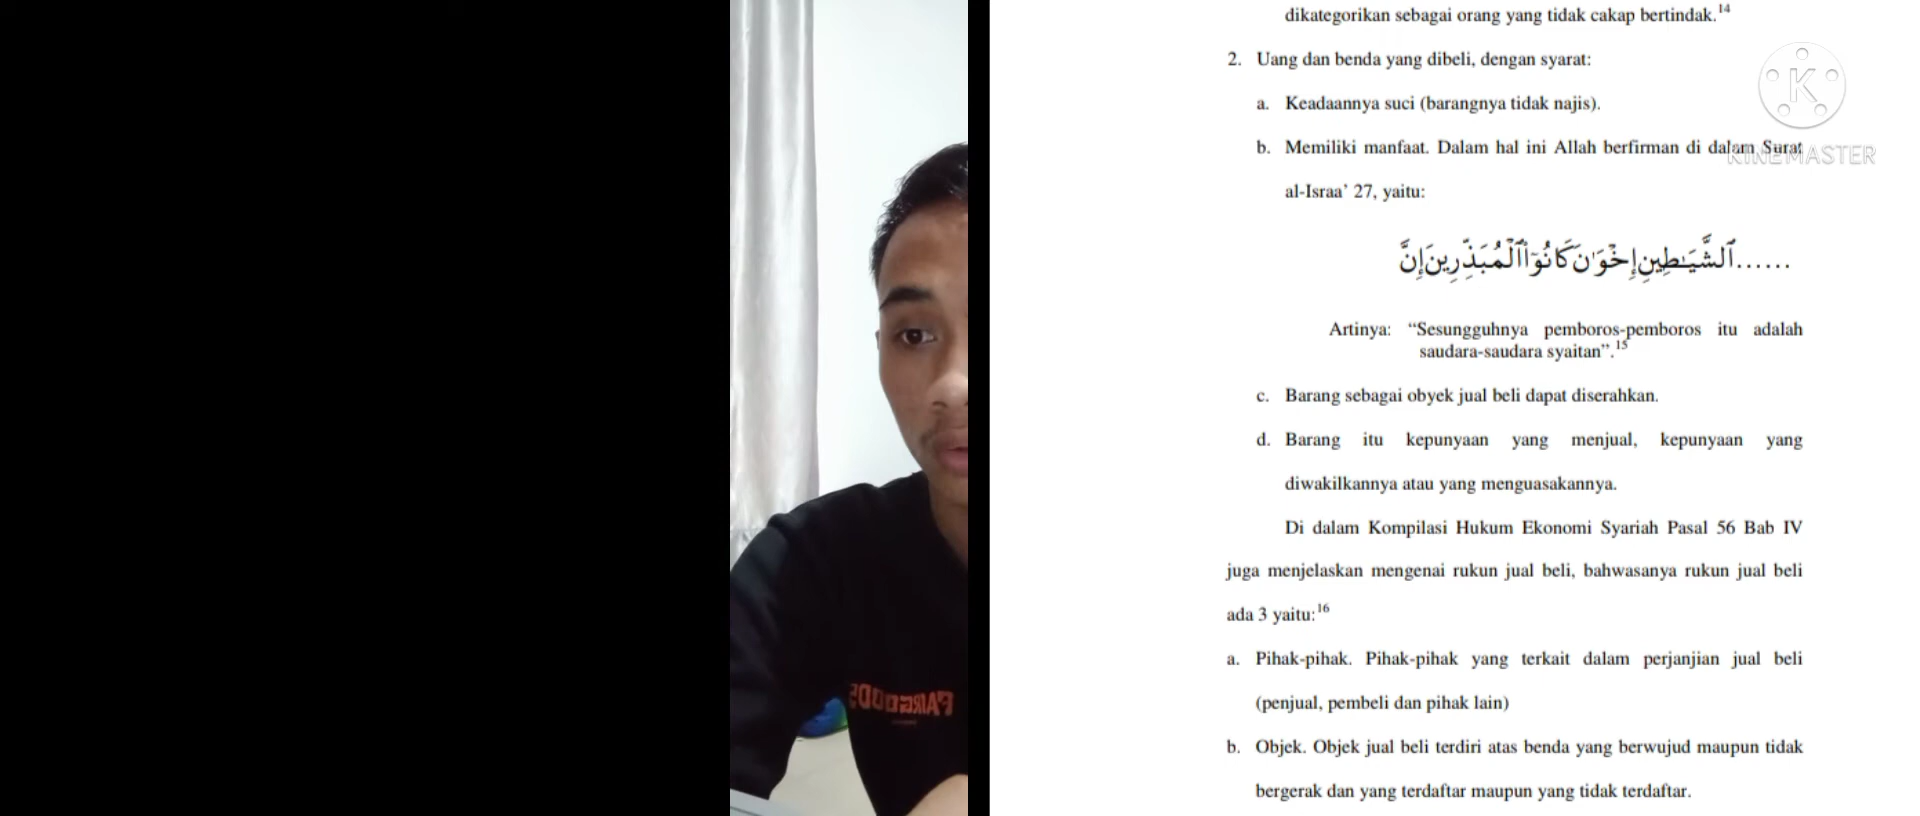 dikategorikan sebagai orang yang tidak cakap bertindak.14
2. Uang dan benda yang dibeli, dengan syarat:
a. Keadaannya suci (barangnya tidak najis).
b. Memiliki manfaat. Dalam hal ini Allah berfirman di dalam Surat
al-Israa’ 27, yaitu:
......ٱلشَّيَـٰطِينِإِخْوَٰنَكَانُوٓا۟ٱلْمُبَذِّرِينَإِنَّ
Artinya: “Sesungguhnya pemboros-pemboros itu adalah
saudara-saudara syaitan”.15
c. Barang sebagai obyek jual beli dapat diserahkan.
d. Barang itu kepunyaan yang menjual, kepunyaan yang
diwakilkannya atau yang menguasakannya.
Di dalam Kompilasi Hukum Ekonomi Syariah Pasal 56 Bab IV
juga menjelaskan mengenai rukun jual beli, bahwasanya rukun jual beli
ada 3 yaitu:16
a. Pihak-pihak. Pihak-pihak yang terkait dalam perjanjian jual beli
(penjual, pembeli dan pihak lain)
b. Objek. Objek jual beli terdiri atas benda yang berwujud maupun tidak
bergerak dan yang terdaftar maupun yang tidak terdaftar.
K
KINEMASTER